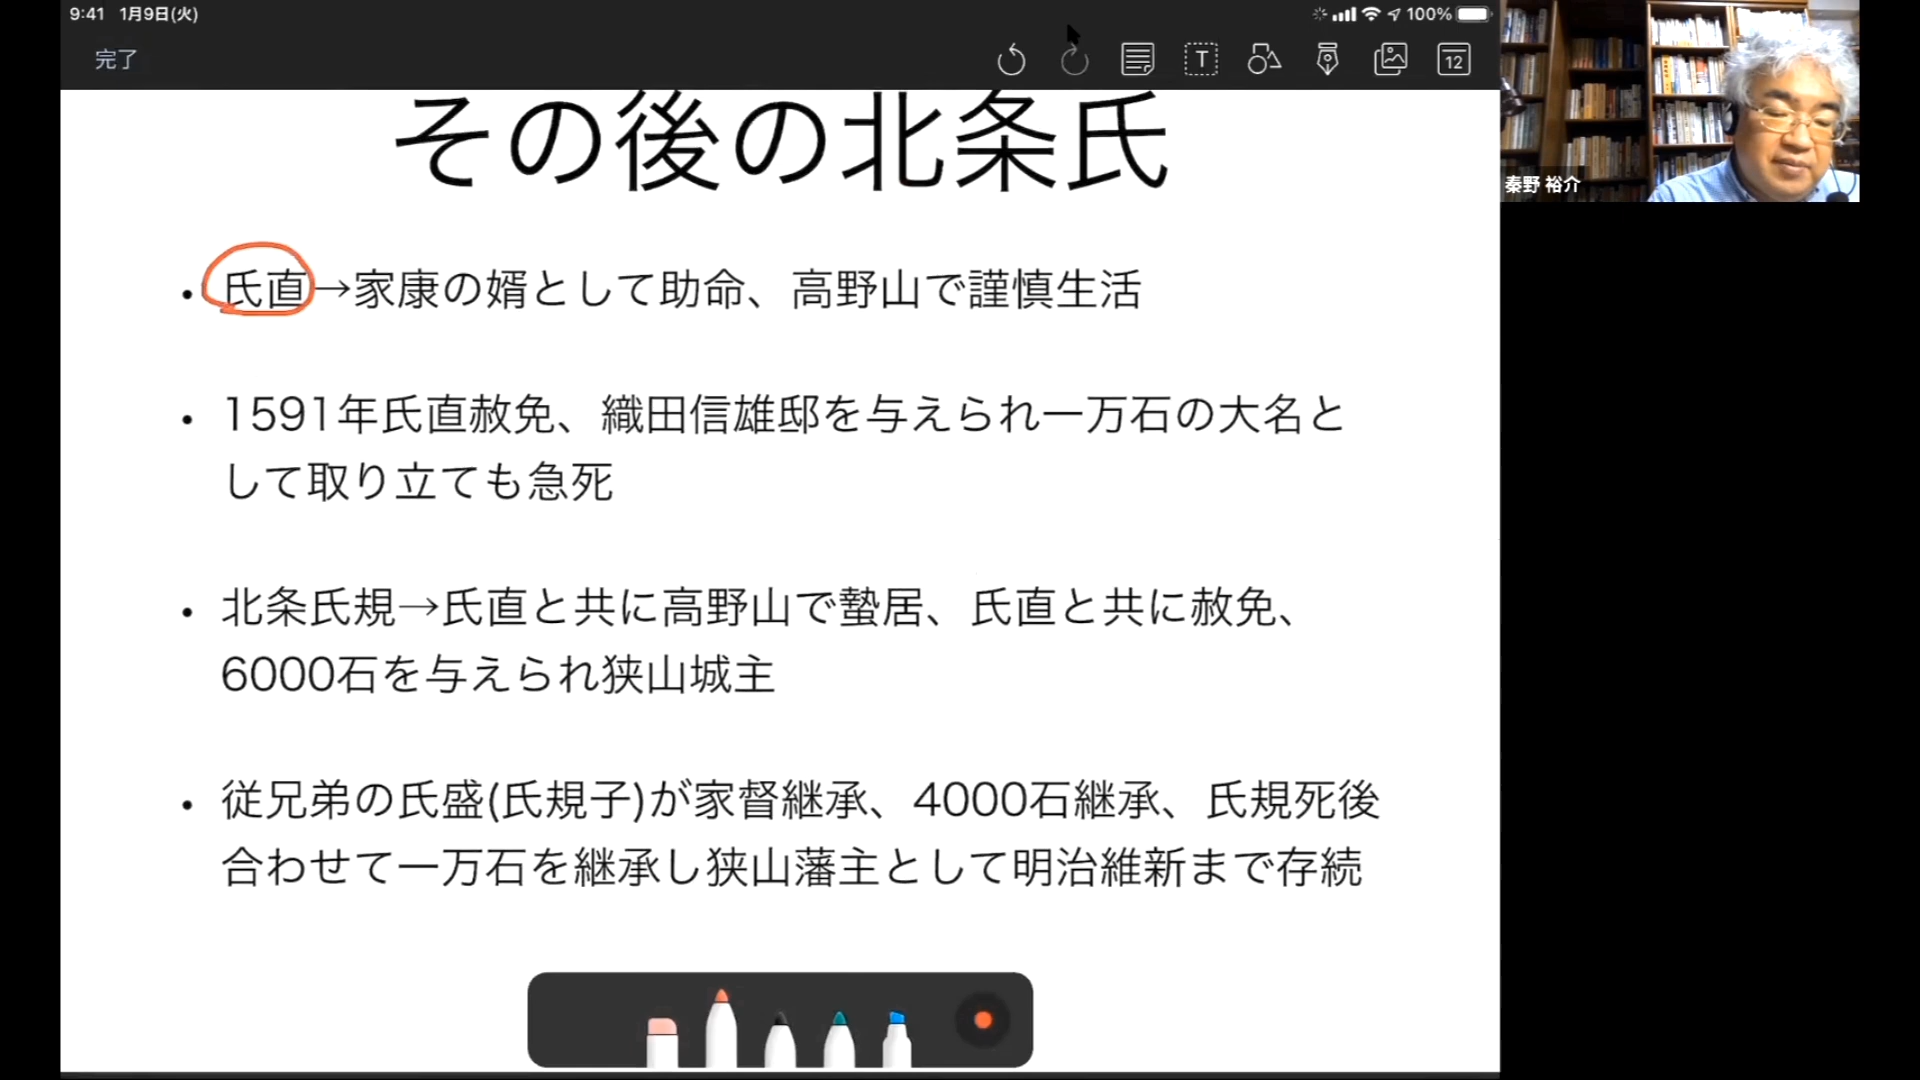 9:41 1月9日(火)
100%
完了
T
12
その後の北条氏
秦野 裕介
• 氏直→家康の婿として助命、高野山で謹慎生活
• 1591年氏直赦免、織田信雄邸を与えられ一万石の大名と
して取り立ても急死
• 北条氏規→氏直と共に高野山で蟄居、氏直と共に赦免、
6000石を与えられ狭山城主
• 従兄弟の氏盛(氏規子)が家督継承、4000石継承、氏規死後
合わせて一万石を継承し狭山藩主として明治維新まで存続